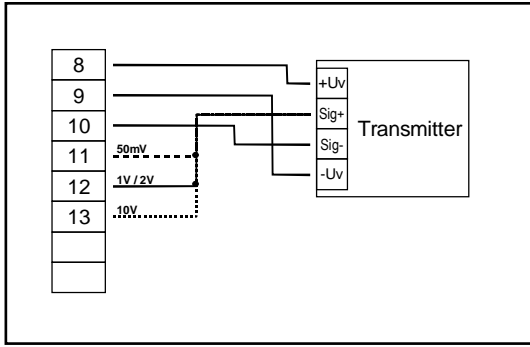 8
9
10
11
12
13
50mV
1V / 2V
10V
+Uv
Sig+
Sig-
-Uv
Transmitter